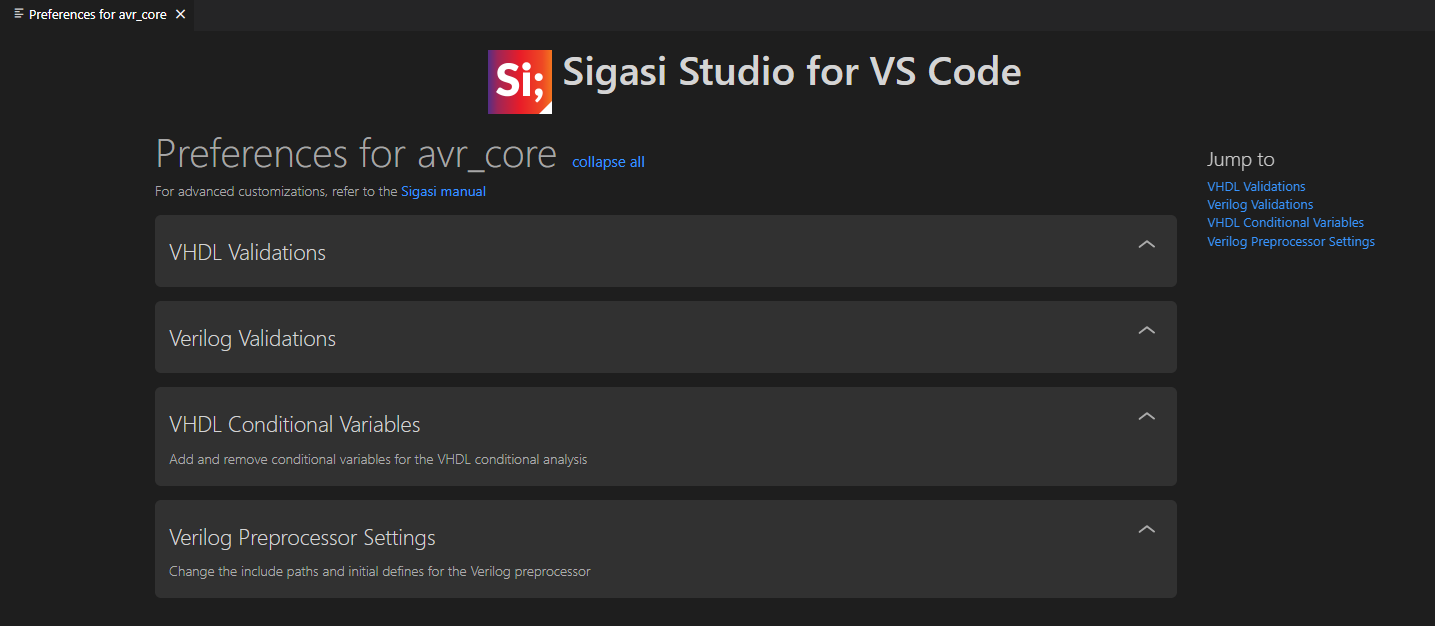 Preferences for avr_core
Si;
Sigasi Studio for VS Code
Preferences for avr_core collapse all
For advanced customizations, refer to the Sigasi manual
VHDL Validations
Verilog Validations
VHDL Conditional Variables
Add and remove conditional variables for the VHDL conditional analysis
Verilog Preprocessor Settings
Change the include paths and initial defines for the Verilog preprocessor
Jump to
VHDL Validations
Verilog Validations
VHDL Conditional Variables
Verilog Preprocessor Settings